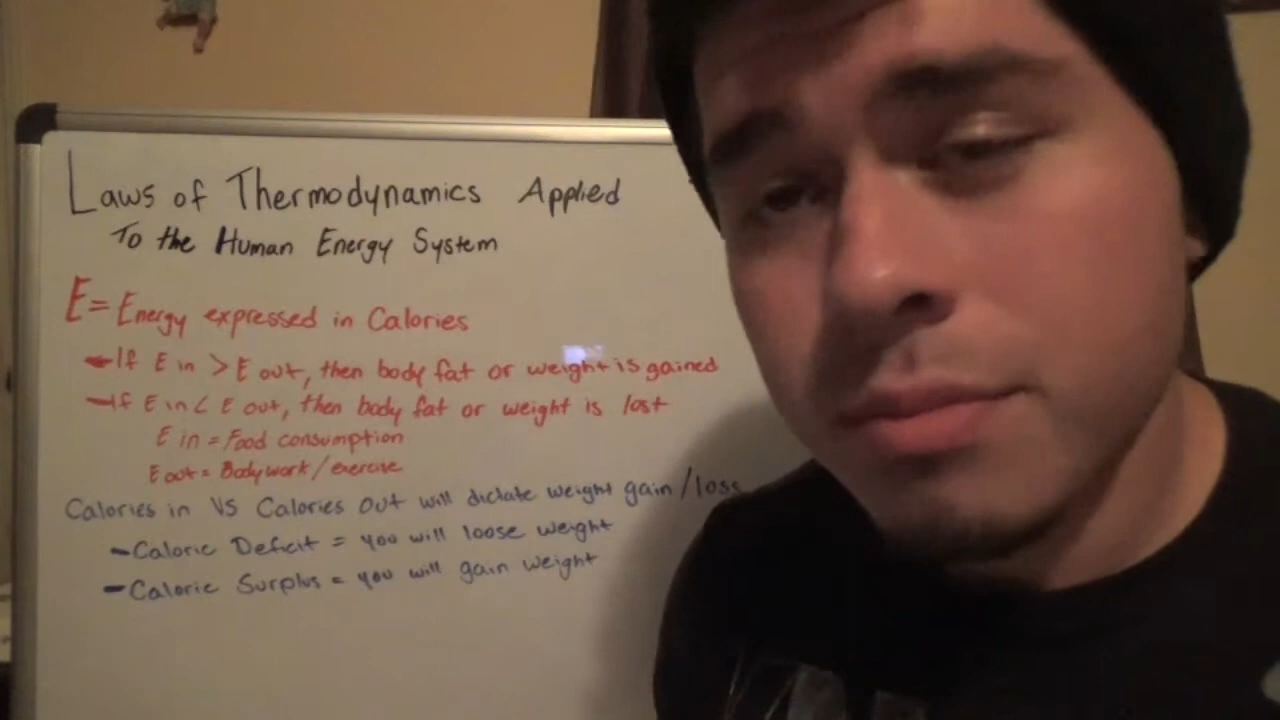 Laws of Thermodynamics Applied
To the Human Energy System
E= Energy expressed in Calories
- If E in > E out, then body fat or weight is gained
- If E in < E out, then body fat or weight is lost
E in = Food consumption
E out = Body work/exercise
Calories in VS Calories Out will dictate weight gain/loss
- Caloric Deficit = you will loose weight
- Caloric Surplus = you will gain weight